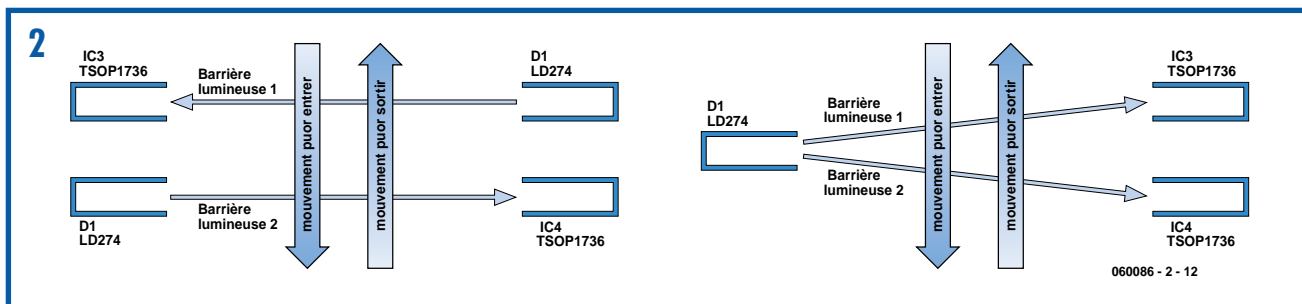 2
IC3
TSOP1736
Barrière
lumineuse 1
D1
LD274
mouvement puor entrer
mouvement puor sortir
D1
LD274
Barrière
lumineuse 2
IC4
TSOP1736
D1
LD274
Barrière
lumineuse 1
Barrière
lumineuse 2
mouvement puor entrer
mouvement puor sortir
IC3
TSOP1736
IC4
TSOP1736
060086 - 2 - 12